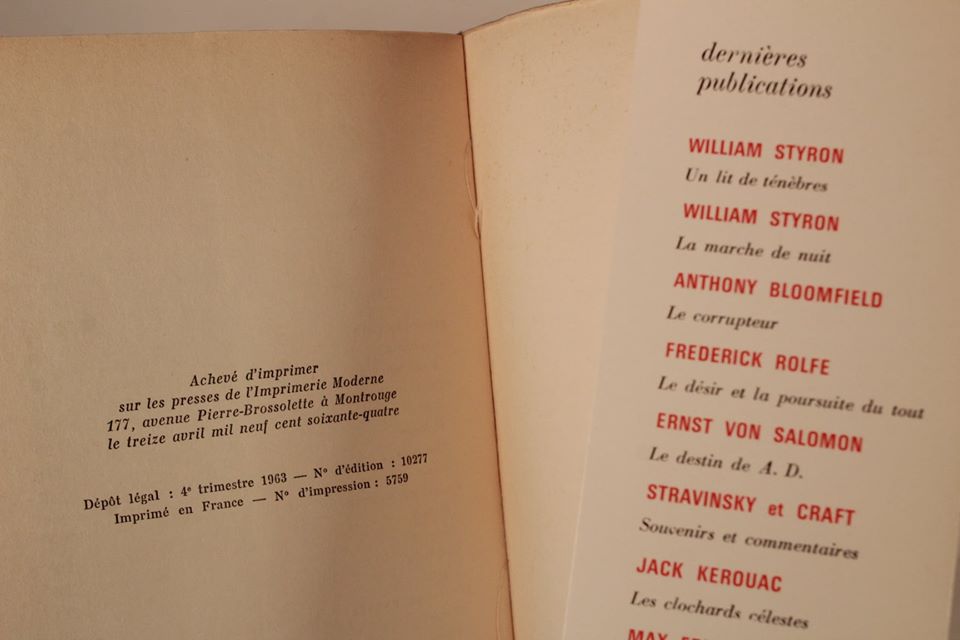 Achevé d'imprimer
sur les presses de l'Imprimerie Moderne
177, avenue Pierre-Brossolette à Montrouge
le treize avril mil neuf cent soixante-quatre
Dépôt légal : 4e trimestre 1963 — No d'édition : 10277
Imprimé en France — No d'impression : 5759
dernières
publications
WILLIAM STYRON
Un lit de ténèbres
WILLIAM STYRON
La marche de nuit
ANTHONY BLOOMFIELD
Le corrupteur
FREDERICK ROLFE
Le désir et la poursuite du tout
ERNST VON SALOMON
Le destin de A. D.
STRAVINSKY et CRAFT
Souvenirs et commentaires
JACK KEROUAC
Les clochards célestes
MAX